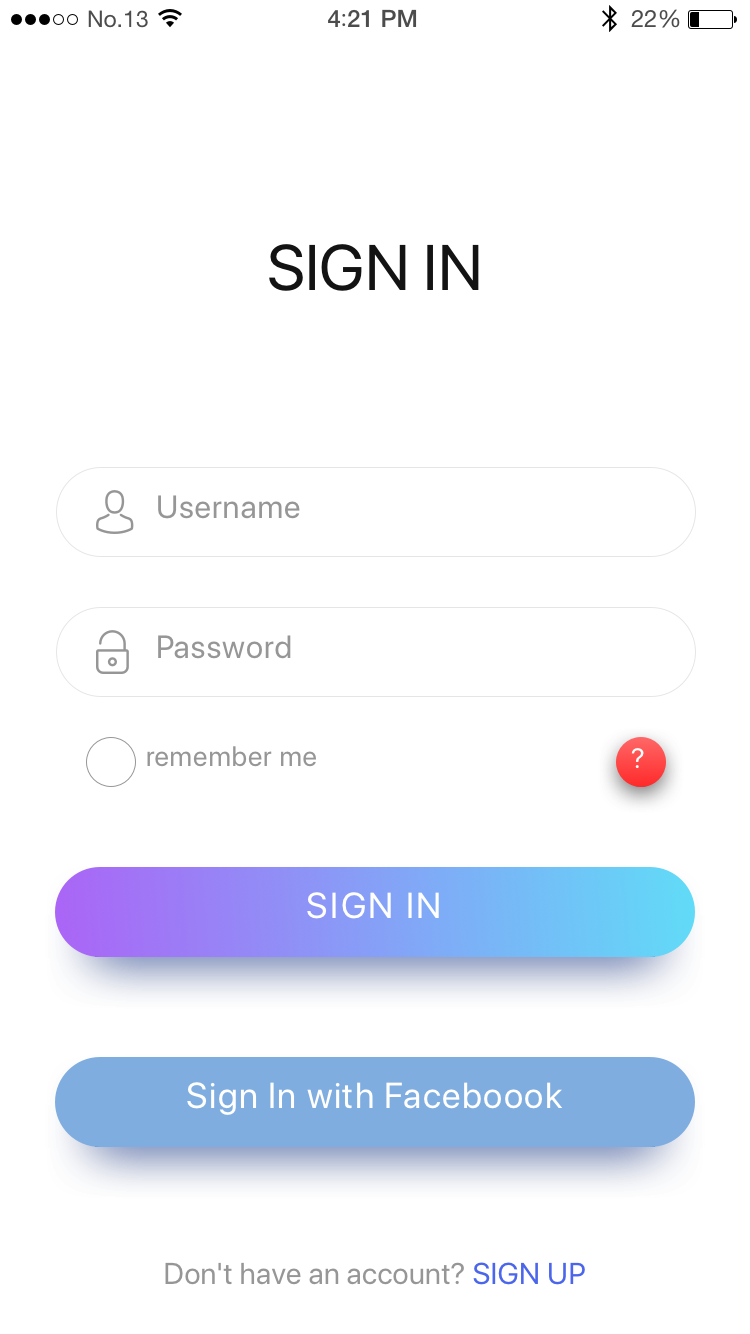 No.13 4:21 PM 22%
SIGN IN
Username
Password
remember me ?
SIGN IN
Sign In with Faceboook
Don't have an account? SIGN UP